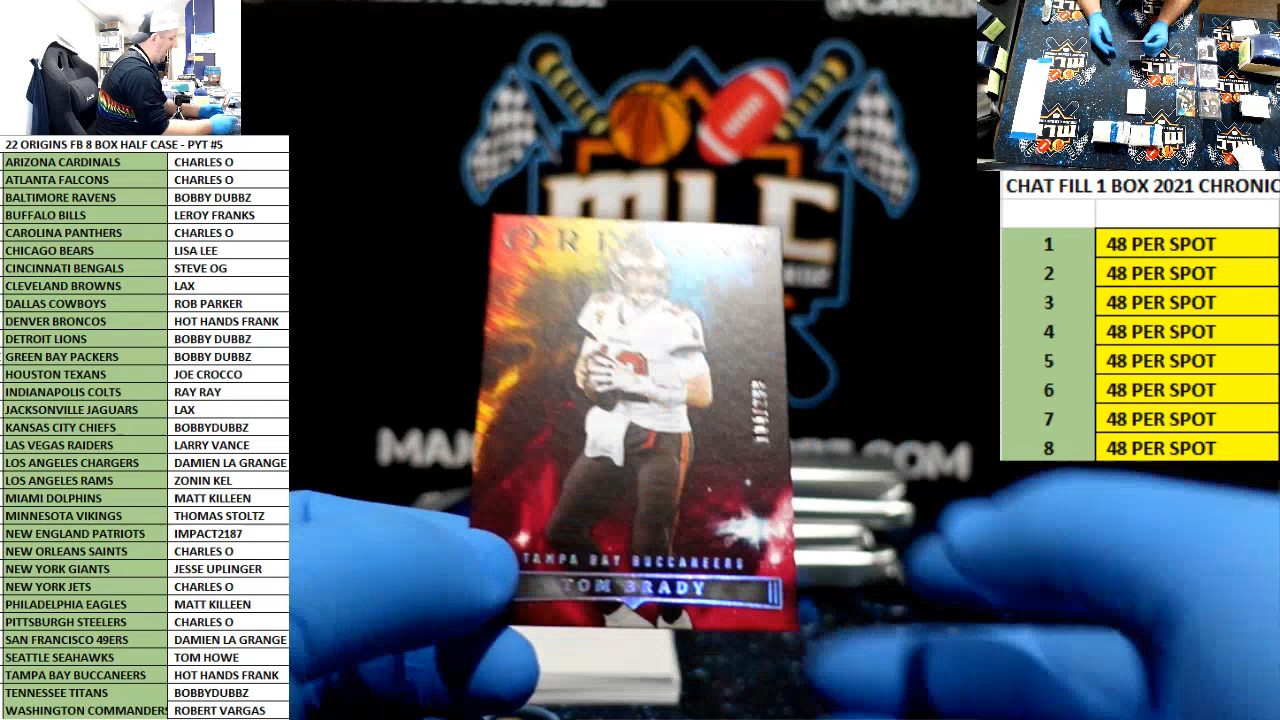 22 ORIGINS FB 8 BOX HALF CASE - PYT #5
ARIZONA CARDINALS CHARLES O
ATLANTA FALCONS CHARLES O
BALTIMORE RAVENS BOBBY DUBBZ
BUFFALO BILLS LEROY FRANKS
CAROLINA PANTHERS CHARLES O
CHICAGO BEARS LISA LEE
CINCINNATI BENGALS STEVE OG
CLEVELAND BROWNS LAX
DALLAS COWBOYS ROB PARKER
DENVER BRONCOS HOT HANDS FRANK
DETROIT LIONS BOBBY DUBBZ
GREEN BAY PACKERS BOBBY DUBBZ
HOUSTON TEXANS JOE CROCCO
INDIANAPOLIS COLTS RAY RAY
JACKSONVILLE JAGUARS LAX
KANSAS CITY CHIEFS BOBBYDUBBZ
LAS VEGAS RAIDERS LARRY VANCE
LOS ANGELES CHARGERS DAMIEN LA GRANGE
LOS ANGELES RAMS ZONIN KEL
MIAMI DOLPHINS MATT KILLEEN
MINNESOTA VIKINGS THOMAS STOLTZ
NEW ENGLAND PATRIOTS IMPACT2187
NEW ORLEANS SAINTS CHARLES O
NEW YORK GIANTS JESSE UPLINGER
NEW YORK JETS CHARLES O
PHILADELPHIA EAGLES MATT KILLEEN
PITTSBURGH STEELERS CHARLES O
SAN FRANCISCO 49ERS DAMIEN LA GRANGE
SEATTLE SEAHAWKS TOM HOWE
TAMPA BAY BUCCANEERS HOT HANDS FRANK
TENNESSEE TITANS BOBBYDUBBZ
WASHINGTON COMMANDERS ROBERT VARGAS
MLC
ORIGINS
TAMPA BAY BUCCANEERS
TOM BRADY
MLC
CHAT FILL 1 BOX 2021 CHRONIC
1 48 PER SPOT
2 48 PER SPOT
3 48 PER SPOT
4 48 PER SPOT
5 48 PER SPOT
6 48 PER SPOT
7 48 PER SPOT
8 48 PER SPOT